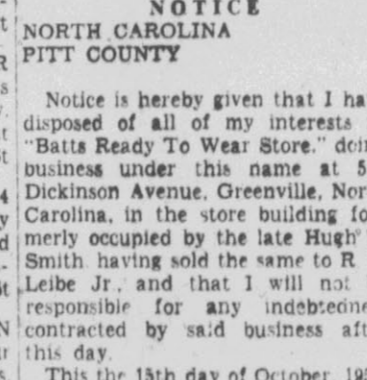 NOTICE
NORTH CAROLINA
PITT COUNTY
Notice is hereby given that I ha
disposed of all of my interests
"Batts Ready To Wear Store," doin
business under this name at 5
Dickinson Avenue, Greenville, Nor
Carolina, in the store building fo
merly occupied by the late Hugh
Smith having sold the same to R
Leibe Jr., and that I will not
responsible for any indebtedne
contracted by said business aft
this day.
This the 15th day of October, 195